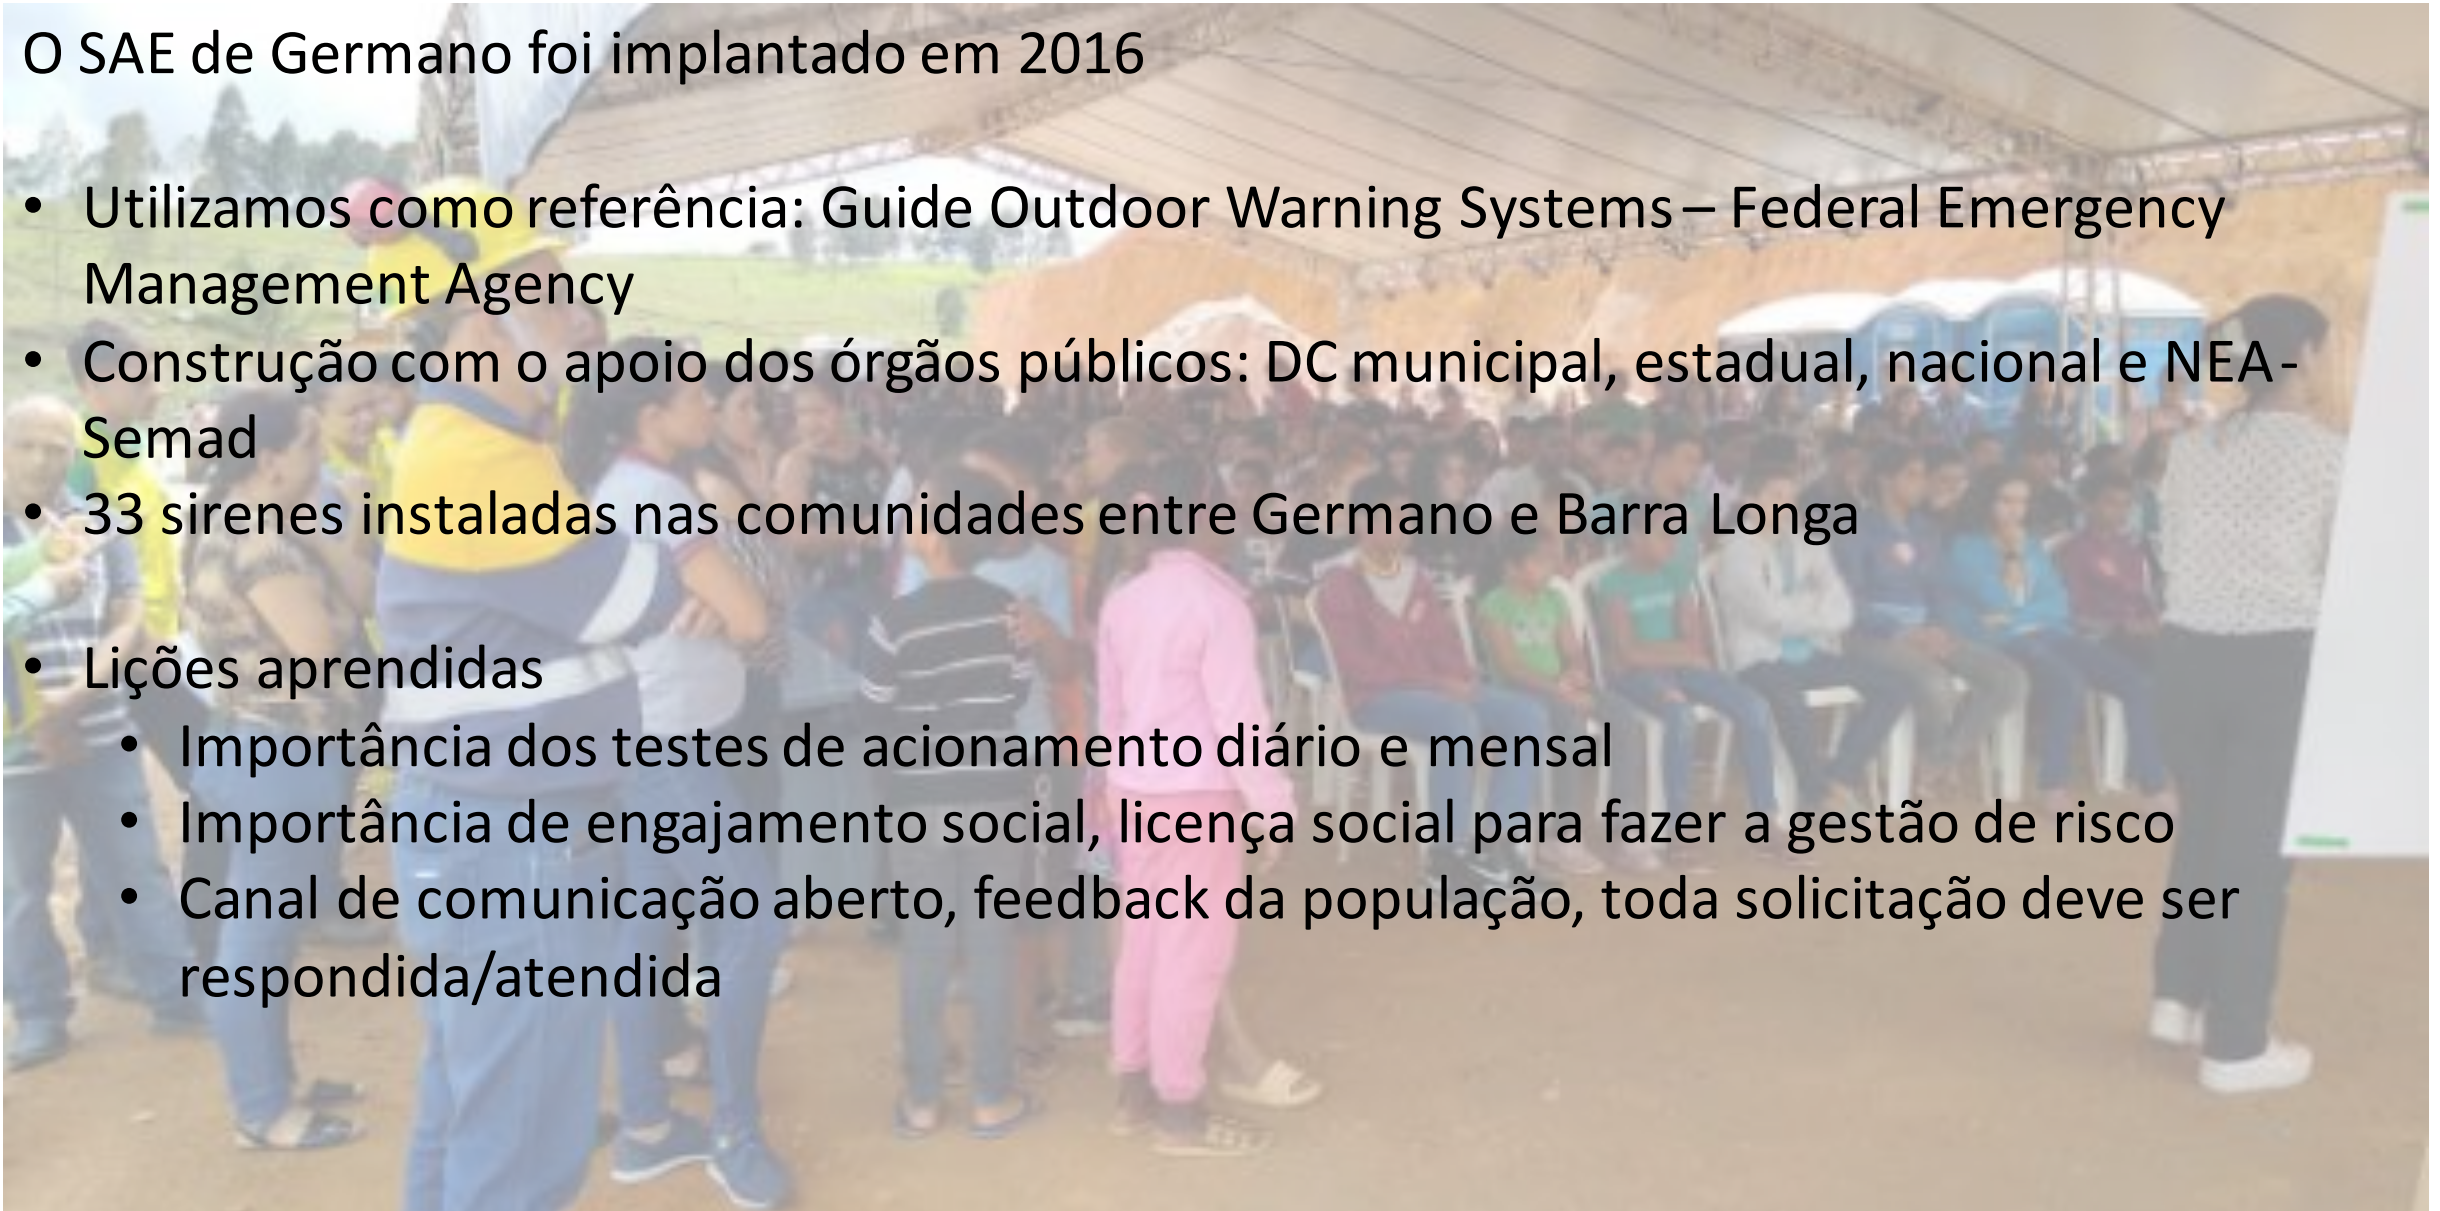 O SAE de Germano foi implantado em 2016
• Utilizamos como referência: Guide Outdoor Warning Systems – Federal Emergency
Management Agency
• Construção com o apoio dos órgãos públicos: DC municipal, estadual, nacional e NEA-
Semad
• 33 sirenes instaladas nas comunidades entre Germano e Barra Longa
• Lições aprendidas
• Importância dos testes de acionamento diário e mensal
• Importância de engajamento social, licença social para fazer a gestão de risco
• Canal de comunicação aberto, feedback da população, toda solicitação deve ser
respondida/atendida